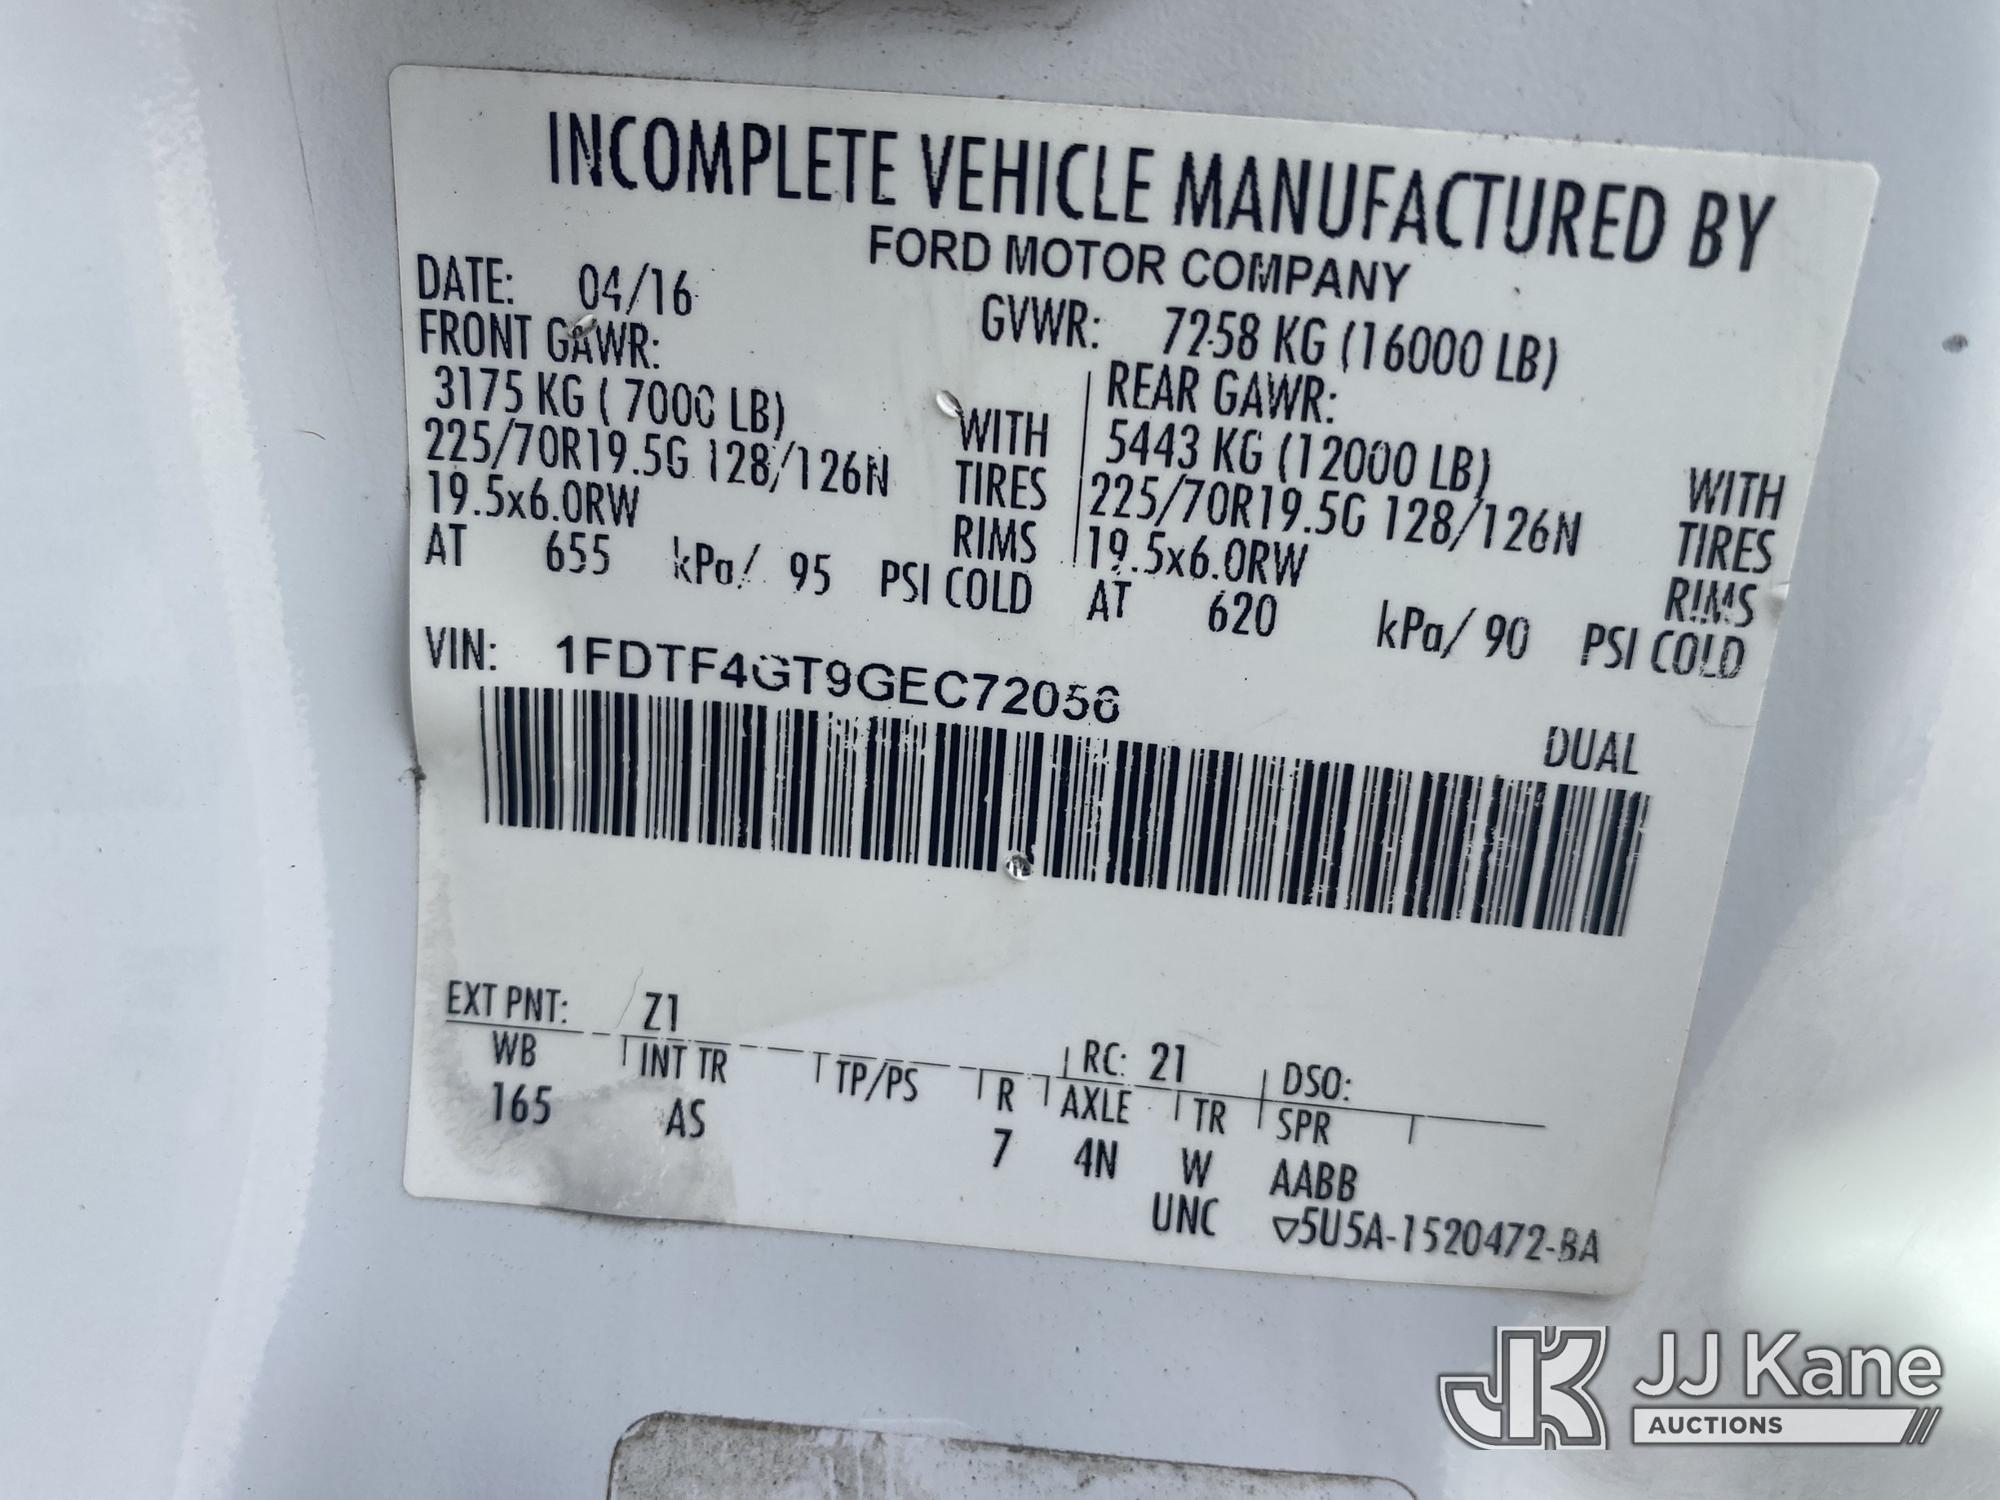 INCOMPLETE VEHICLE MANUFACTURED BY
FORD MOTOR COMPANY
DATE: 04/16 GVWR: 7258 KG (16000 LB)
FRONT GAWR: REAR GAWR:
3175 KG ( 7000 LB) WITH 5443 KG (12000 LB) WITH
225/70R19.5G 128/126N TIRES 225/70R19.5G 128/126N TIRES
19.5x6.0RW RIMS 19.5x6.0RW RIMS
AT 655 kPa/ 95 PSI COLD AT 620 kPa/ 90 PSI COLD
VIN: 1FDTF4GT9GEC72058
DUAL
EXT PNT: Z1 RC: 21 DSO:
WB INT TR TP/PS R AXLE TR SPR
165 AS 7 4N W AABB
UNC ▽5U5A-1520472-BA
JK JJ Kane
AUCTIONS